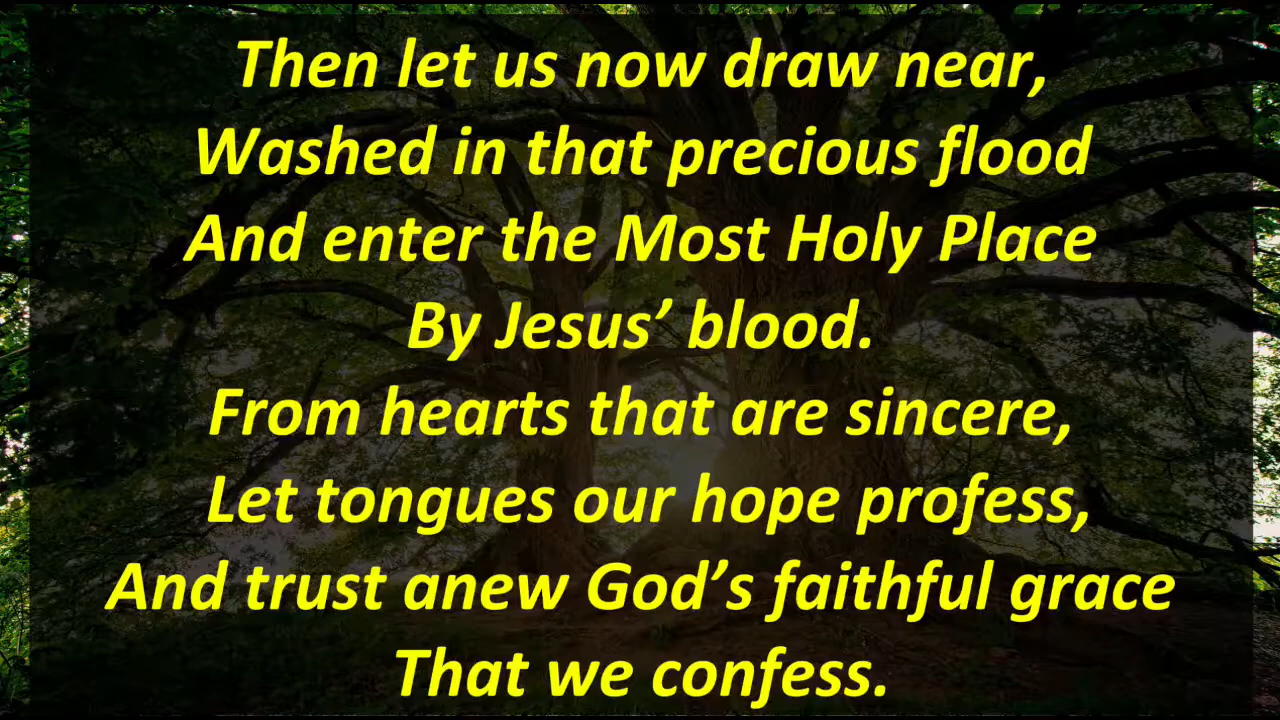 Then let us now draw near,
Washed in that precious flood
And enter the Most Holy Place
By Jesus’ blood.
From hearts that are sincere,
Let tongues our hope profess,
And trust anew God’s faithful grace
That we confess.